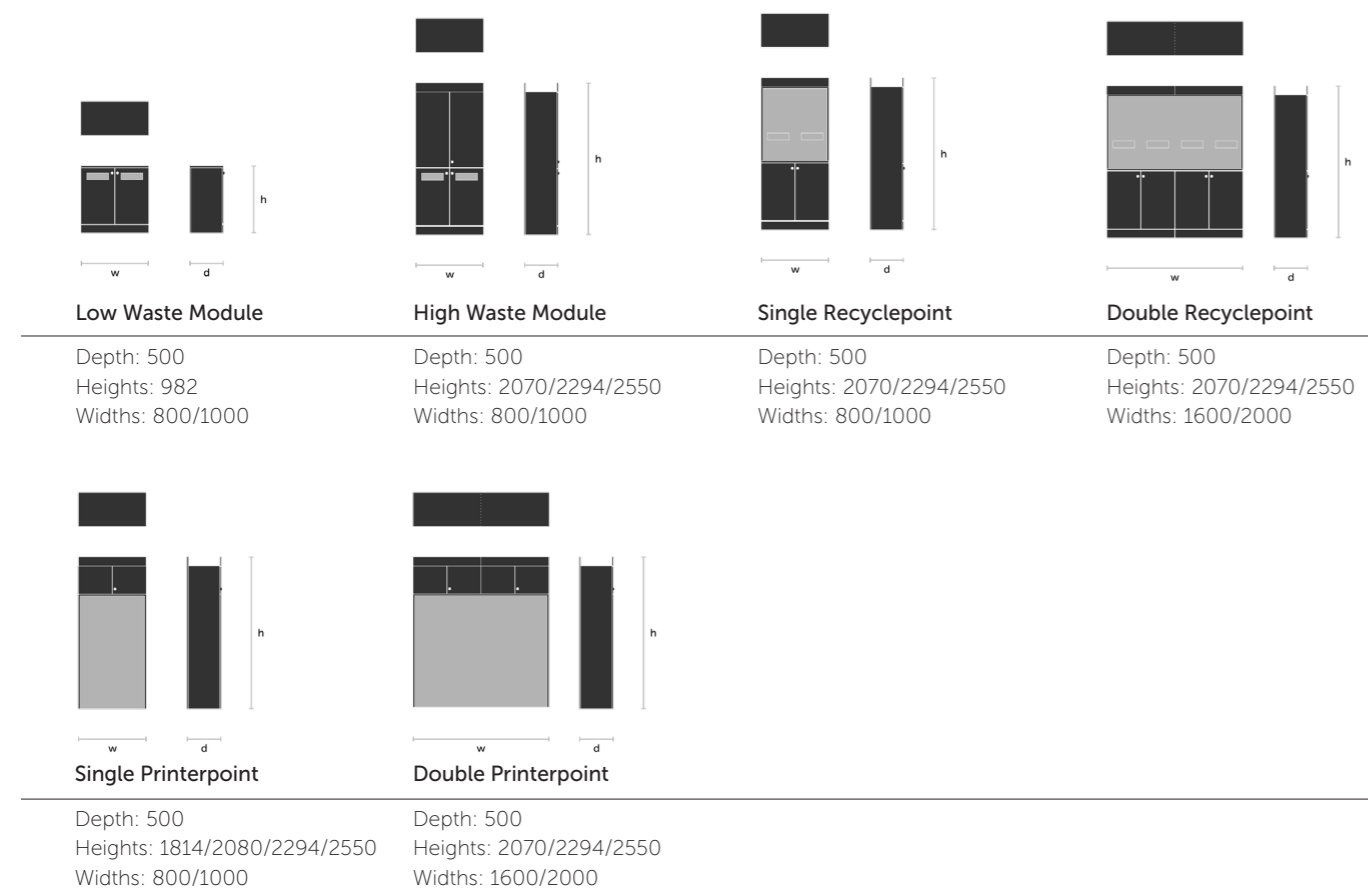 h
h
h
h
w d
w d
w d
w d
Low Waste Module
High Waste Module
Single Recyclepoint
Double Recyclepoint
Depth: 500
Heights: 982
Widths: 800/1000
Depth: 500
Heights: 2070/2294/2550
Widths: 800/1000
Depth: 500
Heights: 2070/2294/2550
Widths: 800/1000
Depth: 500
Heights: 2070/2294/2550
Widths: 1600/2000
h
h
w d
w d
Single Printerpoint
Double Printerpoint
Depth: 500
Heights: 1814/2080/2294/2550
Widths: 800/1000
Depth: 500
Heights: 2070/2294/2550
Widths: 1600/2000